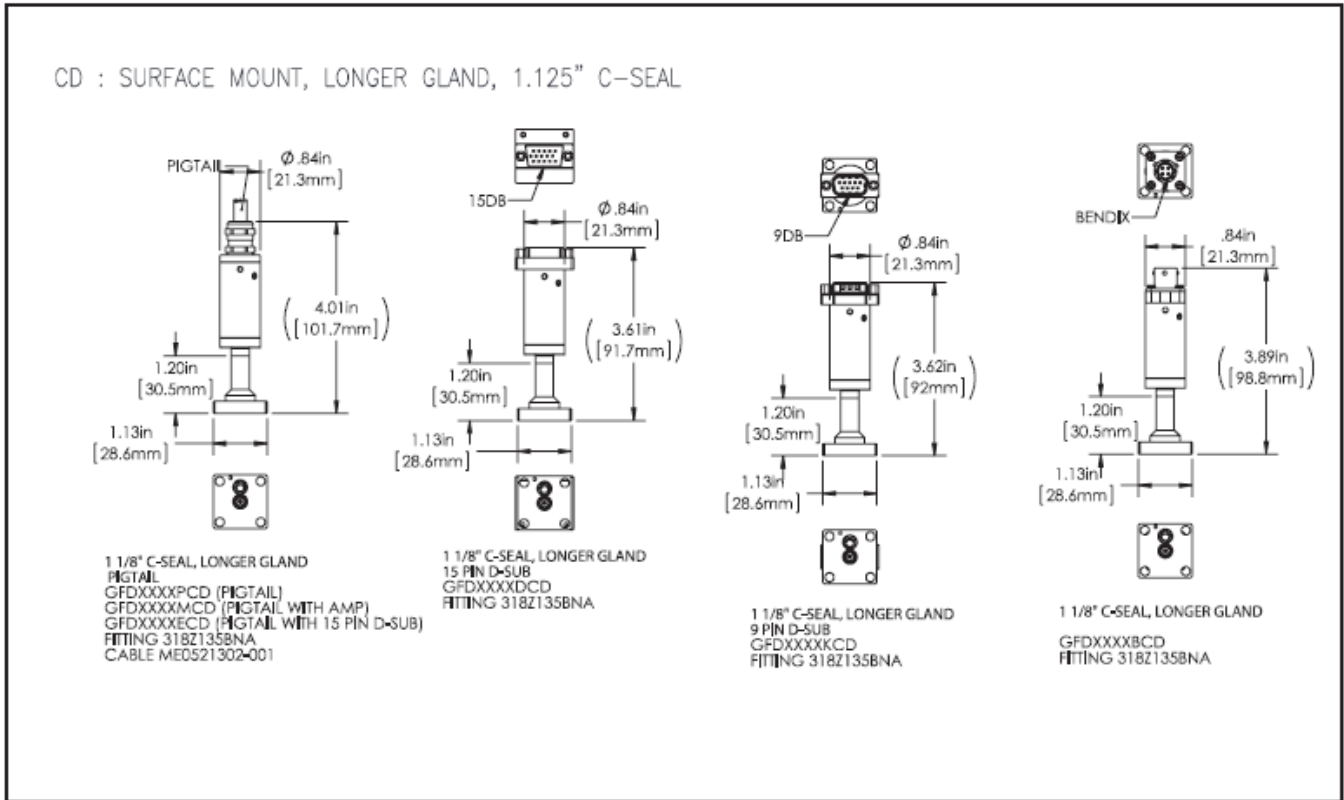 CD : SURFACE MOUNT, LONGER GLAND, 1.125” C-SEAL
PIGTAIL
Ø .84in
[21.3mm]
4.01in
[101.7mm]
1.20in
[30.5mm]
1.13in
[28.6mm]
1 1/8" C-SEAL, LONGER GLAND
PIGTAIL
GFDXXXXPCD (PIGTAIL)
GFDXXXXMCD (PIGTAIL WITH AMP)
GFDXXXXECD (PIGTAIL WITH 15 PIN D-SUB)
FITTING 318Z135BNA
CABLE ME0521302-001
15DB
Ø .84in
[21.3mm]
3.61in
[91.7mm]
1.20in
[30.5mm]
1.13in
[28.6mm]
1 1/8" C-SEAL, LONGER GLAND
15 PIN D-SUB
GFDXXXXDCD
FITTING 318Z135BNA
9DB
Ø .84in
[21.3mm]
3.62in
[92mm]
1.20in
[30.5mm]
1.13in
[28.6mm]
1 1/8" C-SEAL, LONGER GLAND
9 PIN D-SUB
GFDXXXXKCD
FITTING 318Z135BNA
BENDIX
.84in
[21.3mm]
3.89in
[98.8mm]
1.20in
[30.5mm]
1.13in
[28.6mm]
1 1/8" C-SEAL, LONGER GLAND
GFDXXXXBCD
FITTING 318Z135BNA